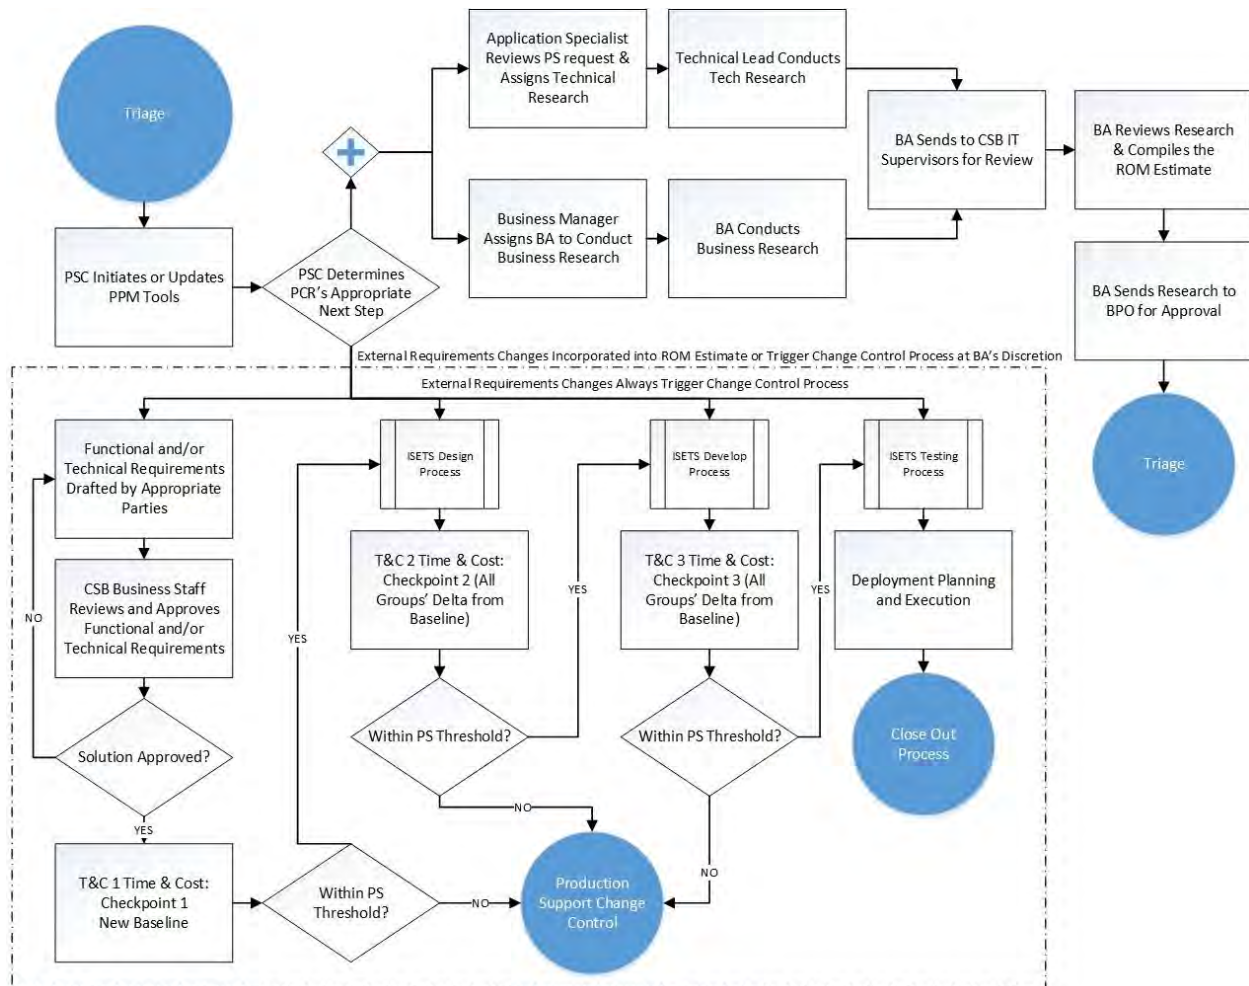 Triage
Application Specialist
Reviews PS request &
Assigns Technical
Research
Technical Lead Conducts
Tech Research
BA Sends to CSB IT
Supervisors for Review
BA Reviews Research
& Compiles the
ROM Estimate
PSC Initiates or Updates
PPM Tools
PSC Determines
PCR's Appropriate
Next Step
Business Manager
Assigns BA to Conduct
Business Research
BA Conducts
Business Research
BA Sends Research to
BPO for Approval
Triage
External Requirements Changes Incorporated into ROM Estimate or Trigger Change Control Process at BA's Discretion
External Requirements Changes Always Trigger Change Control Process
Functional and/or
Technical Requirements
Drafted by Appropriate
Parties
ISETS Design
Process
ISETS Develop
Process
ISETS Testing
Process
CSB Business Staff
Reviews and Approves
Functional and/or
Technical Requirements
NO
YES
T&C 2 Time & Cost:
Checkpoint 2 (All
Groups' Delta from
Baseline)
YES
T&C 3 Time & Cost:
Checkpoint 3 (All
Groups' Delta from
Baseline)
YES
Deployment Planning
and Execution
Solution Approved?
Within PS Threshold?
Within PS Threshold?
Close Out
Process
YES
NO
NO
T&C 1 Time & Cost:
Checkpoint 1
New Baseline
Within PS
Threshold?
NO
Production
Support Change
Control